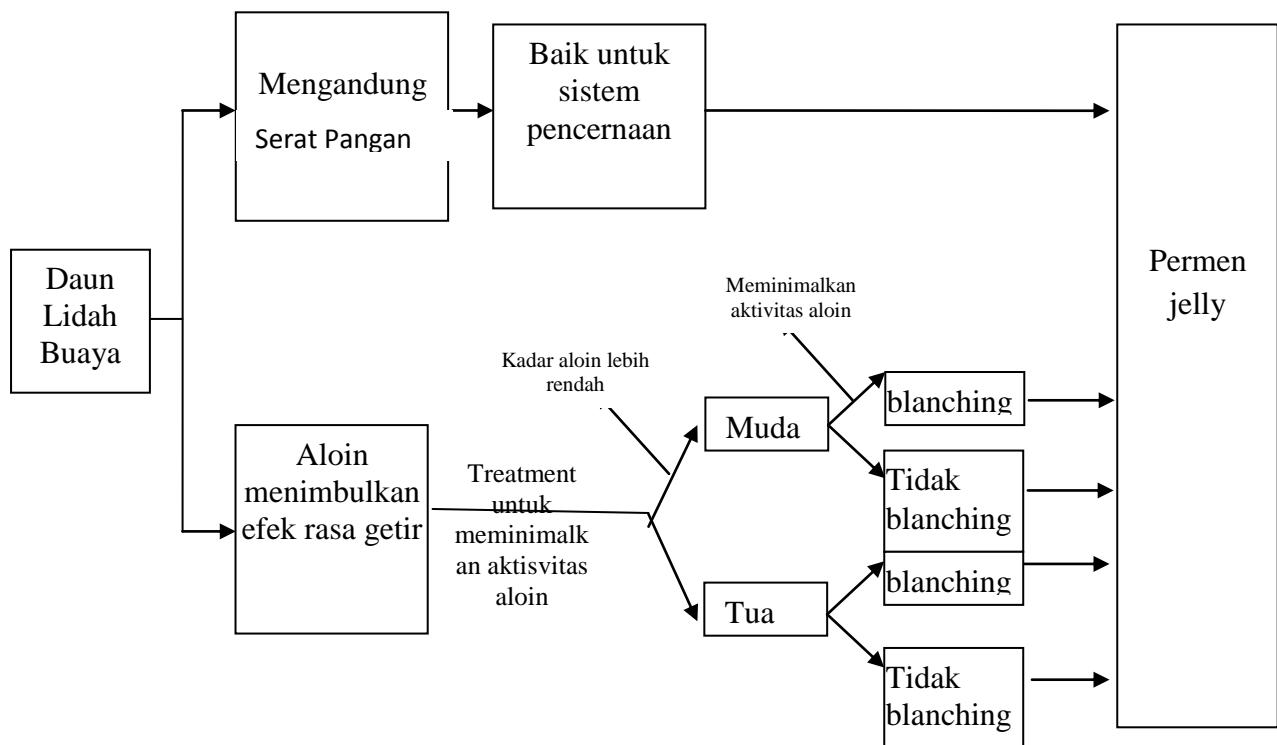 Mengandung
Serat Pangan
Baik untuk
sistem
pencernaan
Daun
Lidah
Buaya
Aloin
menimbulkan
efek rasa getir
Treatment
untuk
meminimalk
an aktisvitas
aloin
Kadar aloin lebih
rendah
Meminimalkan
aktivitas aloin
Muda
Tua
blanching
Tidak
blanching
blanching
Tidak
blanching
Permen
jelly